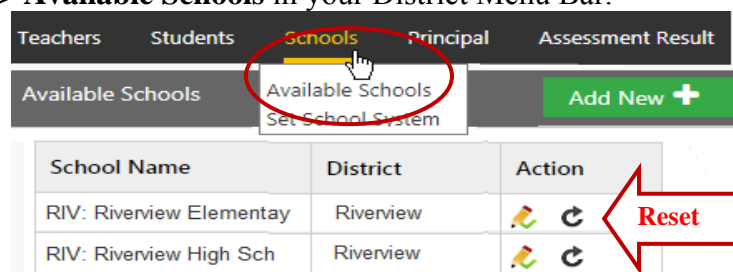 > Available Schools in your District Menu Bar.
Teachers Students Schools Principal Assessment Result
Available Schools Available Schools Add New +
Set School System
School Name District Action
RIV: Riverview Elementay Riverview Reset
RIV: Riverview High Sch Riverview